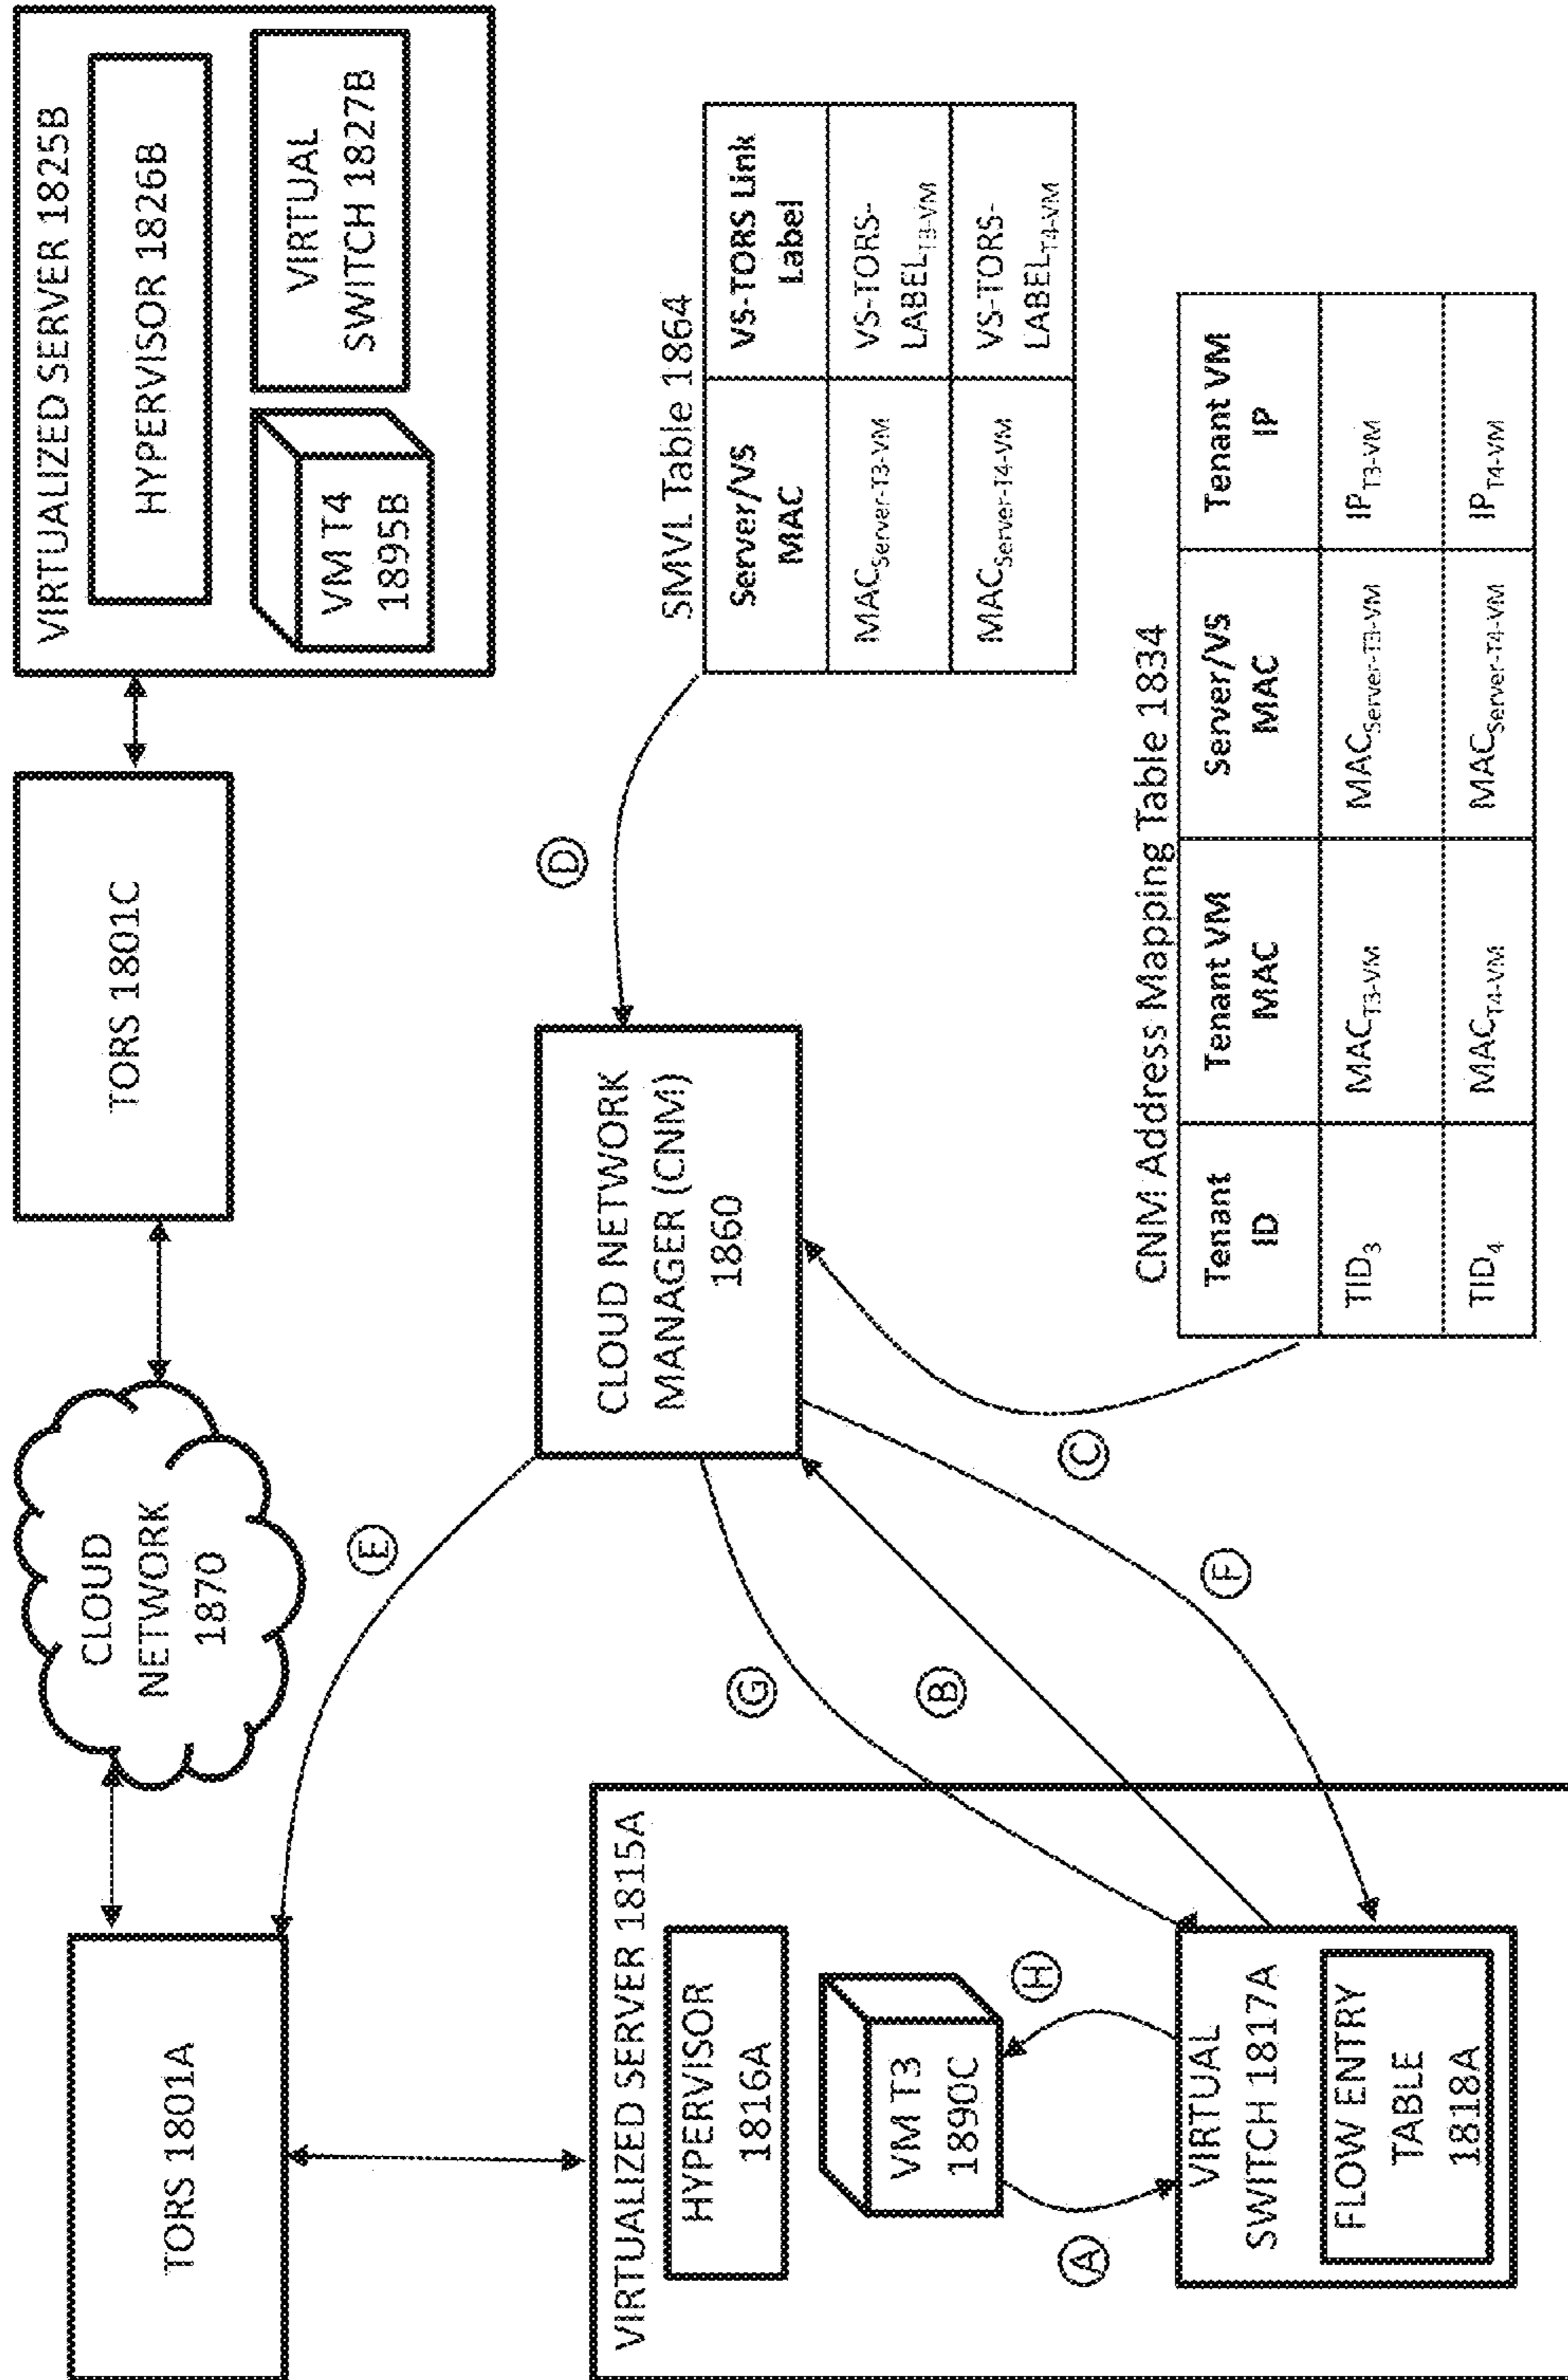 TORS 1801A
CLOUD
NETWORK
1870
TORS 1801C
VIRTUALIZED SERVER 1825B
HYPERVISOR 1826B
VM T4
1895B
VIRTUAL
SWITCH 1827B
E
D
CLOUD NETWORK
MANAGER (CNM)
1860
SMVL Table 1864
Server/VS
MAC
VS-TORS Link
Label
MACServer-T3-VM
VS-TORS-
LABELT3-VM
MACServer-T4-VM
VS-TORS-
LABELT4-VM
VIRTUALIZED SERVER 1815A
HYPERVISOR
1816A
VM T3
1890C
A
H
VIRTUAL
SWITCH 1817A
FLOW ENTRY
TABLE
1818A
G
B
F
C
CNM Address Mapping Table 1834
Tenant
ID
Tenant VM
MAC
Server/VS
MAC
Tenant VM
IP
TID3
MACT3-VM
MACServer-T3-VM
IPT3-VM
TID4
MACT4-VM
MACServer-T4-VM
IPT4-VM